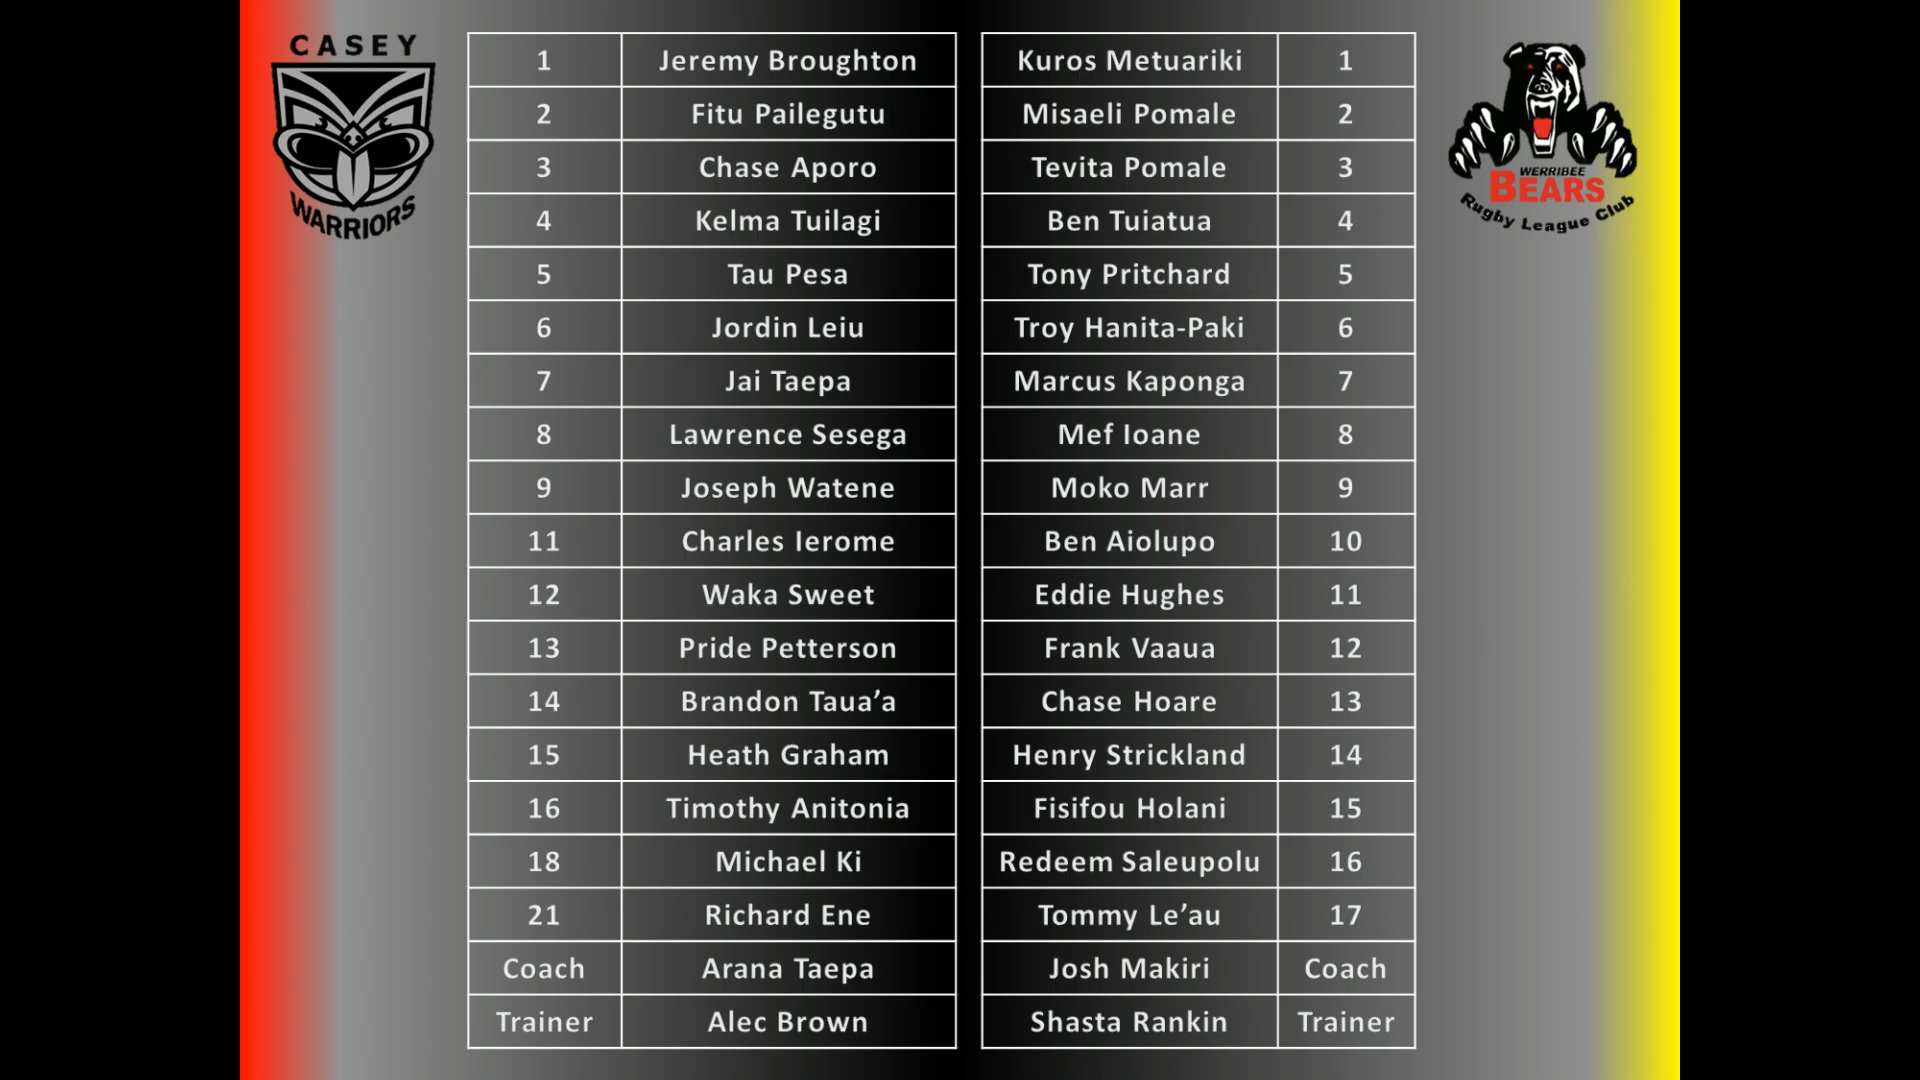 CASEY
WARRIORS
1 Jeremy Broughton
2 Fitu Pailegutu
3 Chase Aporo
4 Kelma Tuilagi
5 Tau Pesa
6 Jordin Leiu
7 Jai Taepa
8 Lawrence Sesega
9 Joseph Watene
11 Charles Ierome
12 Waka Sweet
13 Pride Petterson
14 Brandon Taua’a
15 Heath Graham
16 Timothy Anitonia
18 Michael Ki
21 Richard Ene
Coach Arana Taepa
Trainer Alec Brown
Kuros Metuariki 1
Misaeli Pomale 2
Tevita Pomale 3
Ben Tuiatua 4
Tony Pritchard 5
Troy Hanita-Paki 6
Marcus Kaponga 7
Mef Ioane 8
Moko Marr 9
Ben Aiolupo 10
Eddie Hughes 11
Frank Vaaua 12
Chase Hoare 13
Henry Strickland 14
Fisifou Holani 15
Redeem Saleupolu 16
Tommy Le’au 17
Josh Makiri Coach
Shasta Rankin Trainer
WERRIBEE
BEARS
Rugby League Club